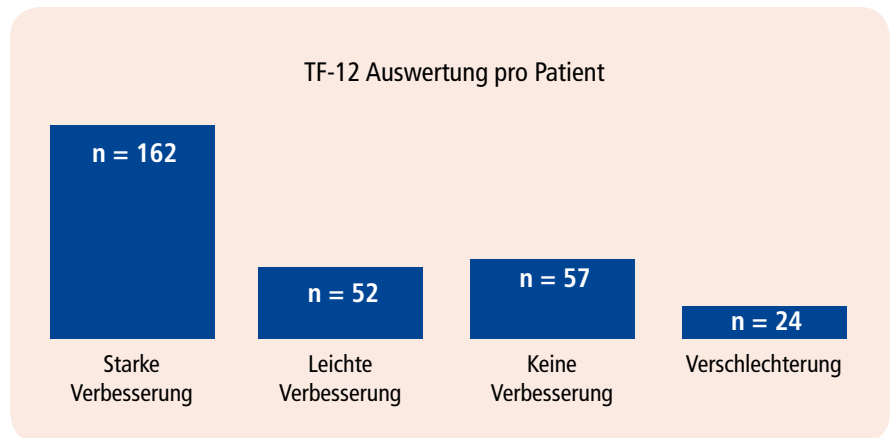 TF-12 Auswertung pro Patient
n = 162
n = 52
n = 57
n = 24
Starke
Verbesserung
Leichte
Verbesserung
Keine
Verbesserung
Verschlechterung